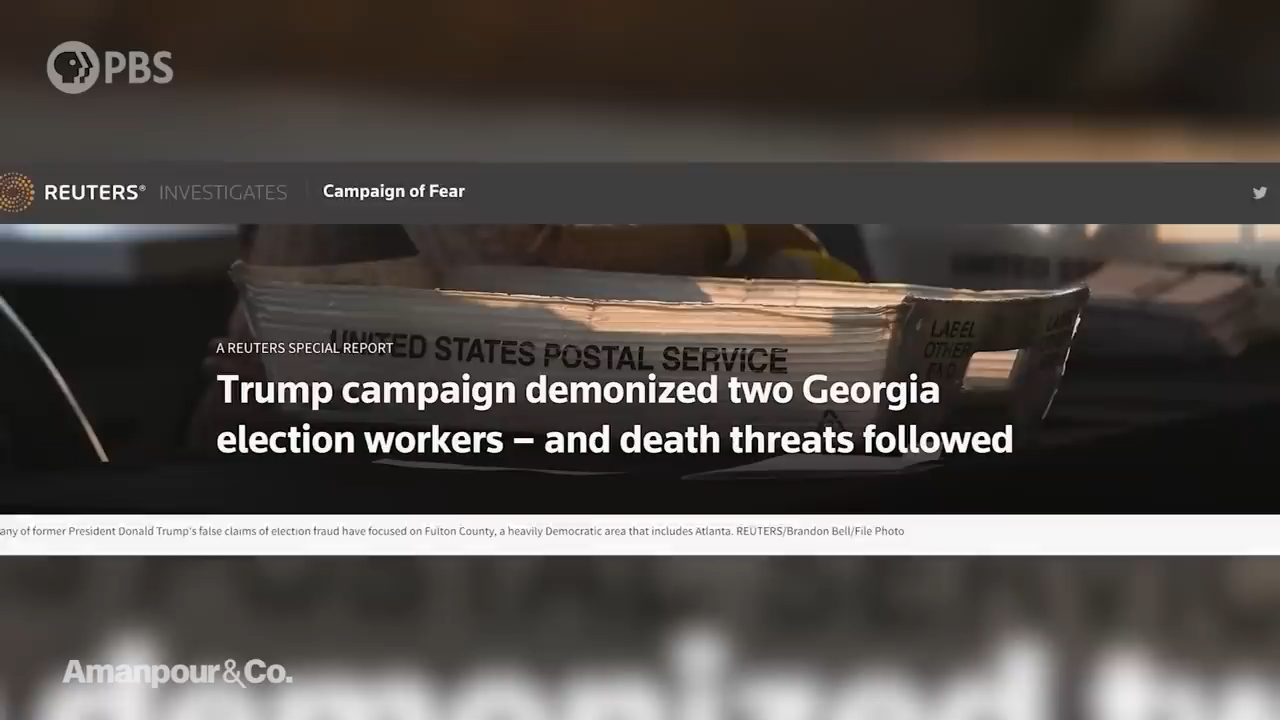 PBS
REUTERS® INVESTIGATES Campaign of Fear
UNITED STATES POSTAL SERVICE
LABEL
OTHER
A REUTERS SPECIAL REPORT
Trump campaign demonized two Georgia
election workers – and death threats followed
any of former President Donald Trump's false claims of election fraud have focused on Fulton County, a heavily Democratic area that includes Atlanta. REUTERS/Brandon Bell/File Photo
Amanpour&Co.